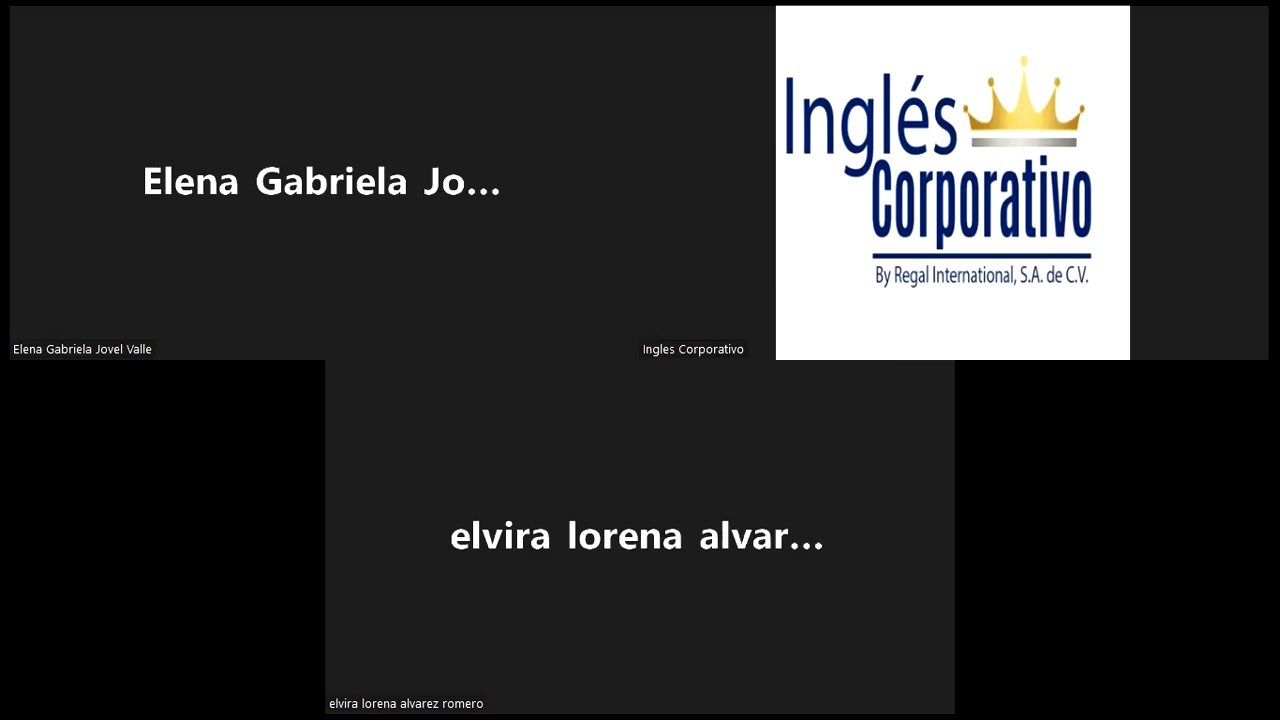 Elena Gabriela Jo...
Elena Gabriela Jovel Valle
Inglés
Corporativo
By Regal International, S.A. de C.V.
Ingles Corporativo
elvira lorena alvar...
elvira lorena alvarez romero